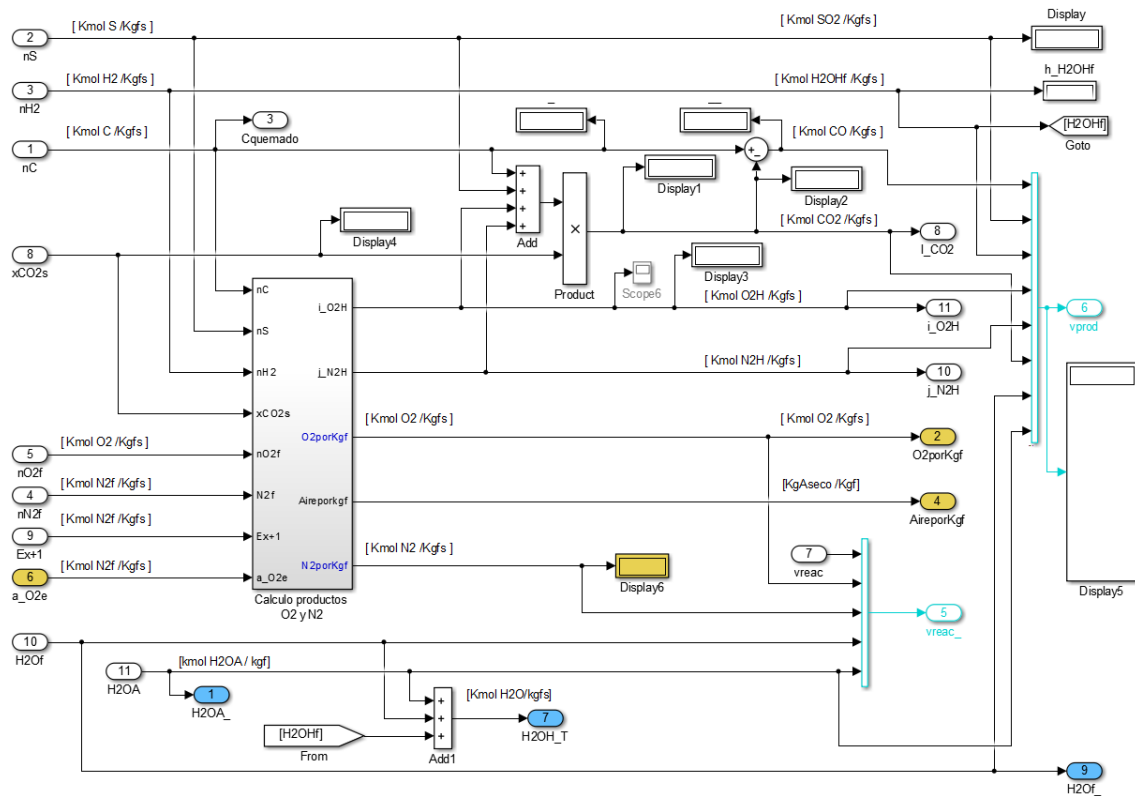 [ Kmol S /Kgfs ]
[ Kmol SO2 /Kgfs ]
Display
2
nS
[ Kmol H2 /Kgfs ]
[ Kmol H2OHf /Kgfs ]
h_H2OHf
3
nH2
[ Kmol C /Kgfs ]
3
Cquemado
_
__
[ Kmol CO /Kgfs ]
[H2OHf]
Goto
1
nC
+
-
Display1
Display2
+
+
+
+
Add
×
Product
Display4
[ Kmol CO2 /Kgfs ]
8
I_CO2
8
xCO2s
Scope6
Display3
[ Kmol O2H /Kgfs ]
nC
i_O2H
11
i_O2H
6
vprod
nS
nH2
j_N2H
[ Kmol N2H /Kgfs ]
10
j_N2H
xCO2s
[ Kmol O2 /Kgfs ]
[ Kmol O2 /Kgfs ]
O2porKgf
2
O2porKgf
[ Kmol O2 /Kgfs ]
5
nO2f
nO2f
[ Kmol N2f /Kgfs ]
4
nN2f
N2f
Aireporkgf
[KgAseco /Kgf]
4
AireporKgf
[ Kmol N2f /Kgfs ]
9
Ex+1
Ex+1
[ Kmol N2 /Kgfs ]
N2porKgf
Display6
7
vreac
[ Kmol N2f /Kgfs ]
6
a_O2e
a_O2e
Calculo productos
O2 y N2
Display5
5
vreac_
10
H2Of
[kmol H2OA / kgf]
11
H2OA
1
H2OA_
[Kmol H2O/kgfs]
+
+
+
Add1
7
H2OH_T
[H2OHf]
From
9
H2Of_